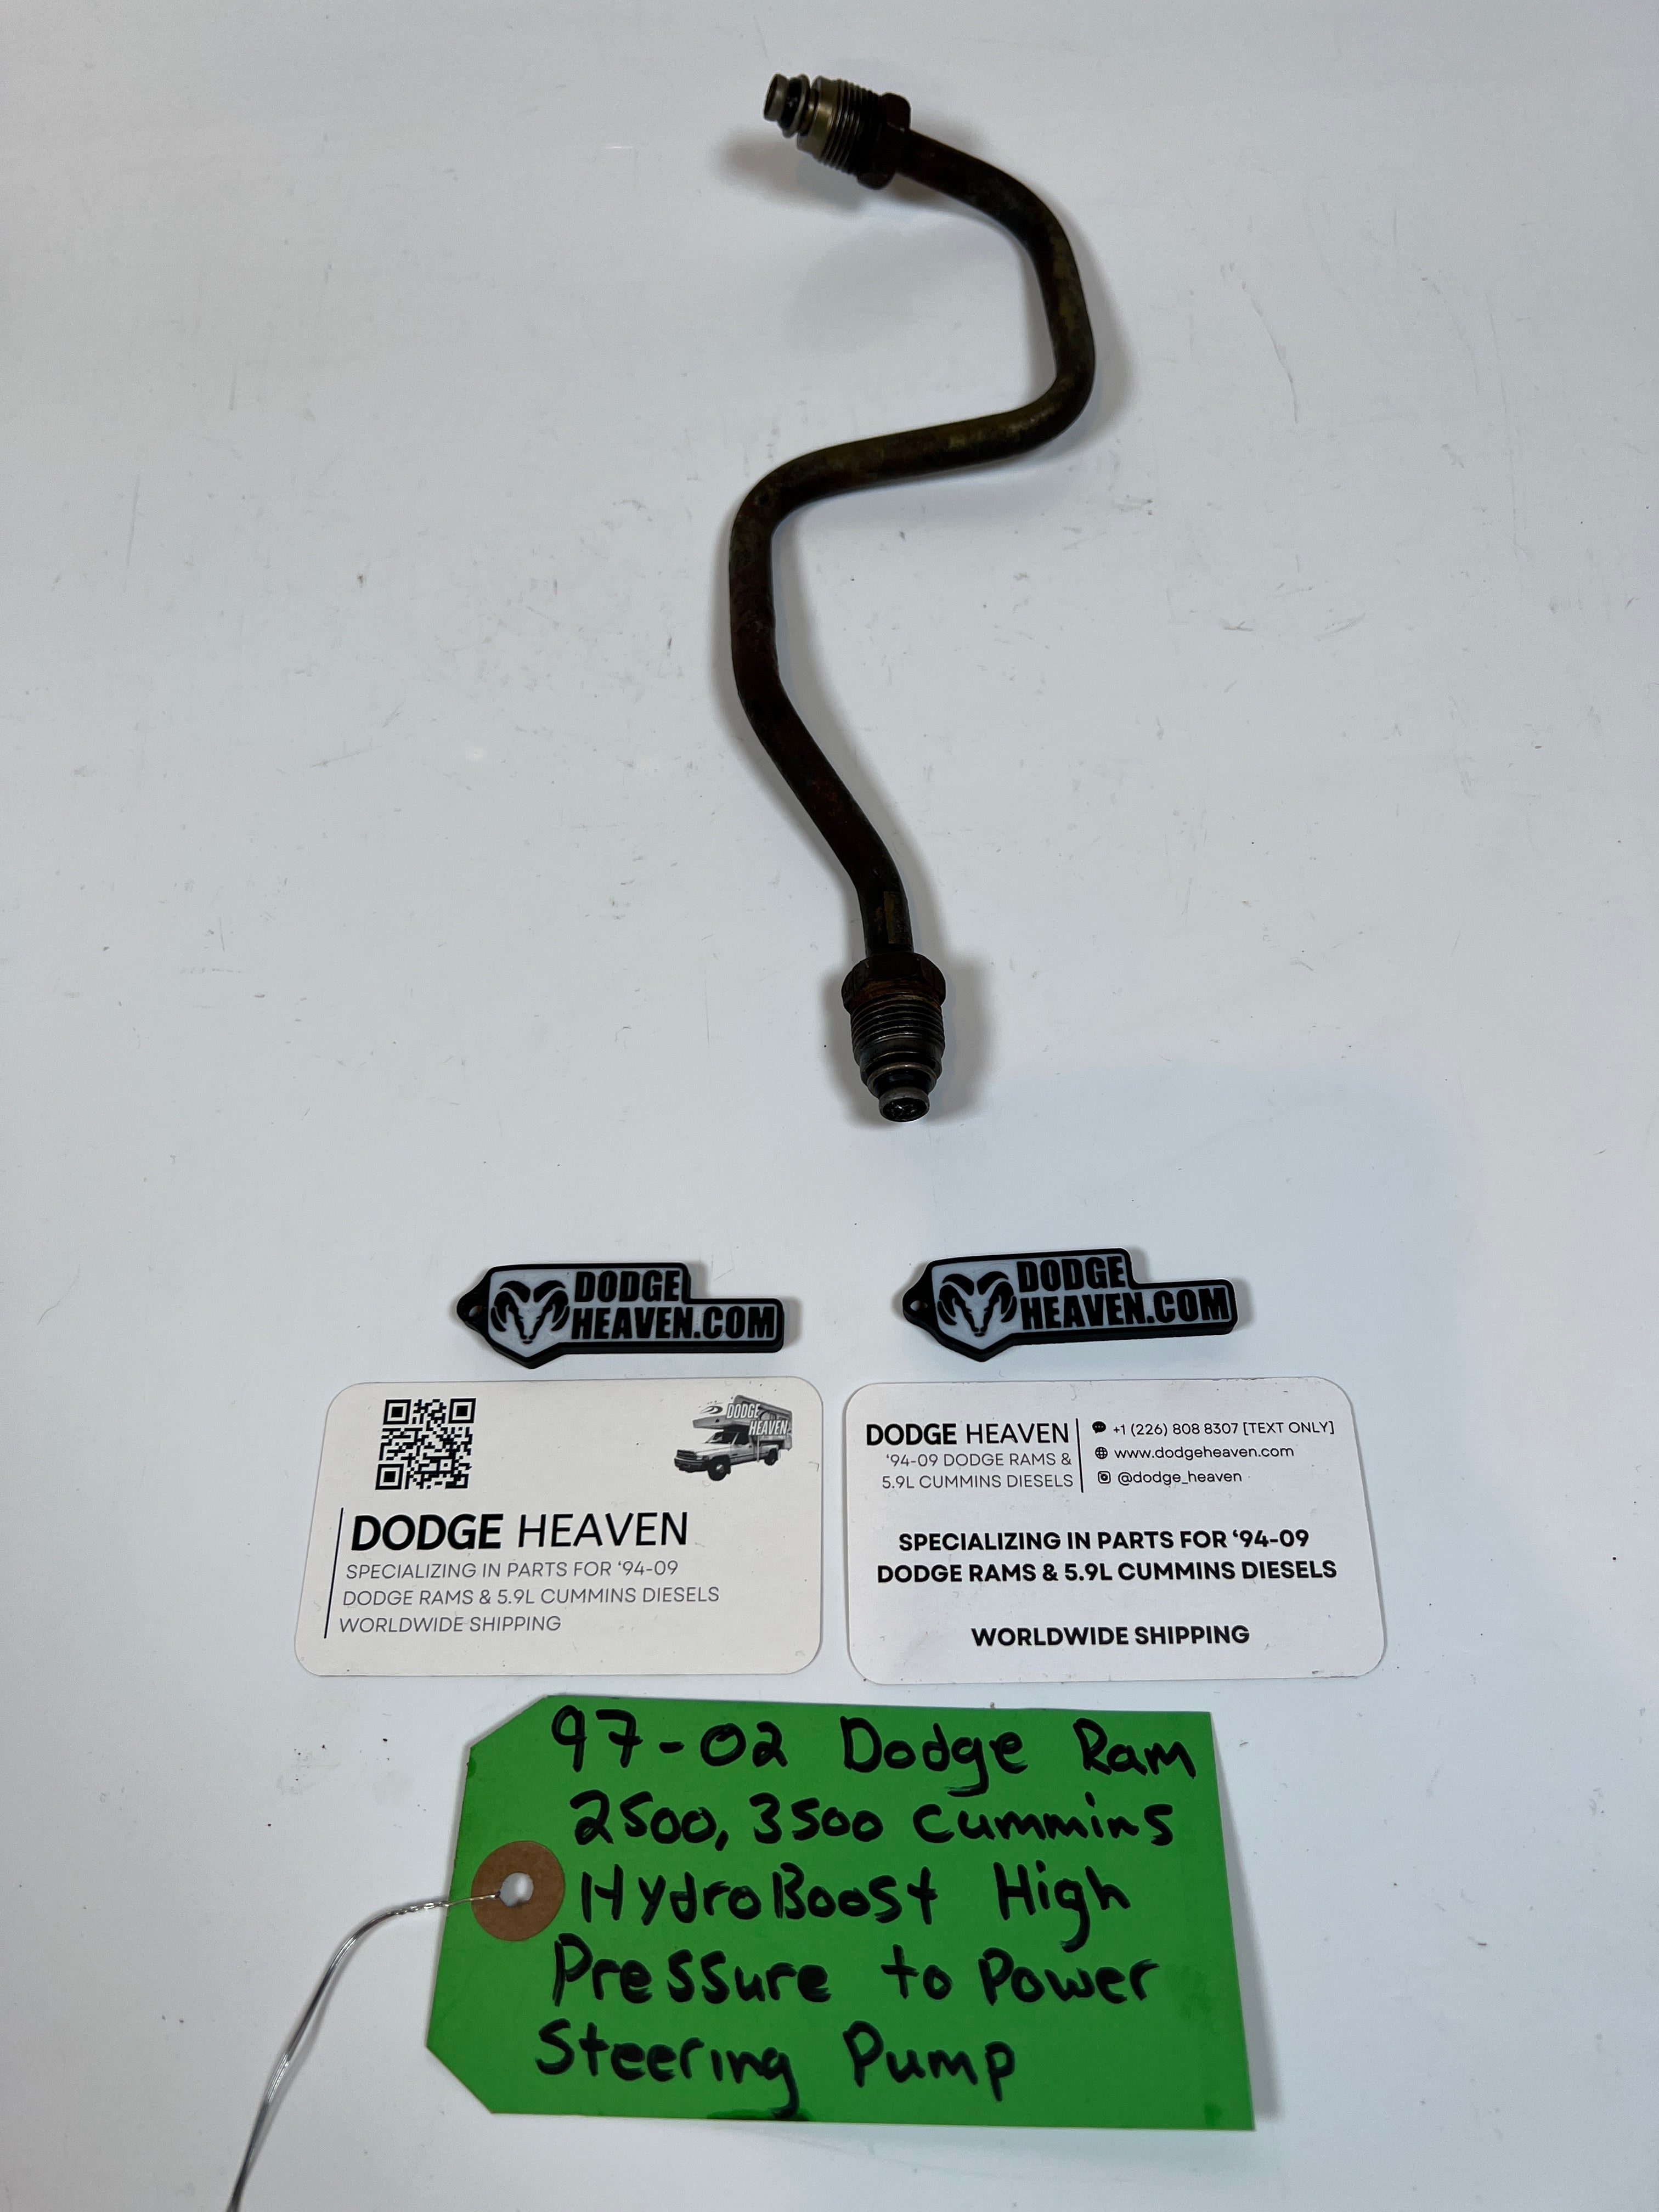 DODGE
HEAVEN.COM
DODGE
HEAVEN.COM
DODGE
HEAVEN
DODGE HEAVEN
SPECIALIZING IN PARTS FOR ‘94-09
DODGE RAMS & 5.9L CUMMINS DIESELS
WORLDWIDE SHIPPING
DODGE HEAVEN
‘94-09 DODGE RAMS &
5.9L CUMMINS DIESELS
+1 (226) 808 8307 [TEXT ONLY]
www.dodgeheaven.com
@dodge_heaven
SPECIALIZING IN PARTS FOR ‘94-09
DODGE RAMS & 5.9L CUMMINS DIESELS
WORLDWIDE SHIPPING
97-02 Dodge Ram
2500, 3500 Cummins
HydroBoost High
Pressure to Power
Steering Pump